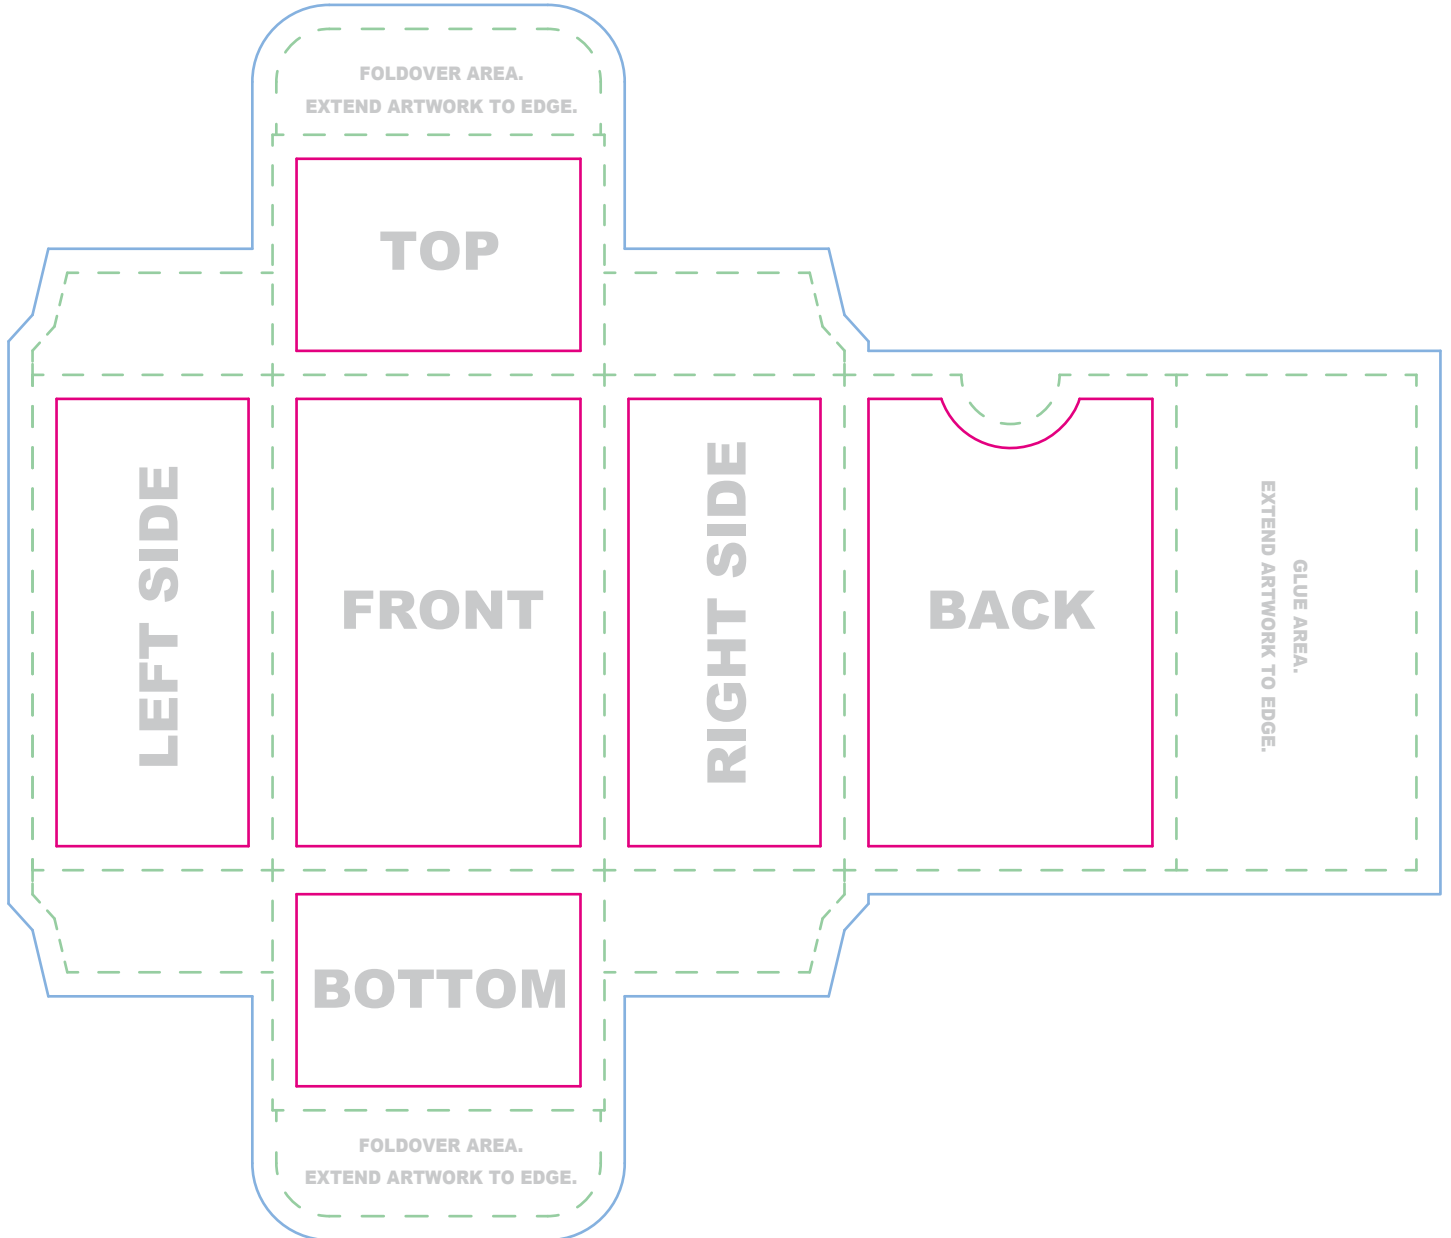 FOLDOVER AREA.
EXTEND ARTWORK TO EDGE.
TOP
LEFT SIDE
FRONT
RIGHT SIDE
BACK
GLUE AREA.
EXTEND ARTWORK TO EDGE.
BOTTOM
FOLDOVER AREA.
EXTEND ARTWORK TO EDGE.